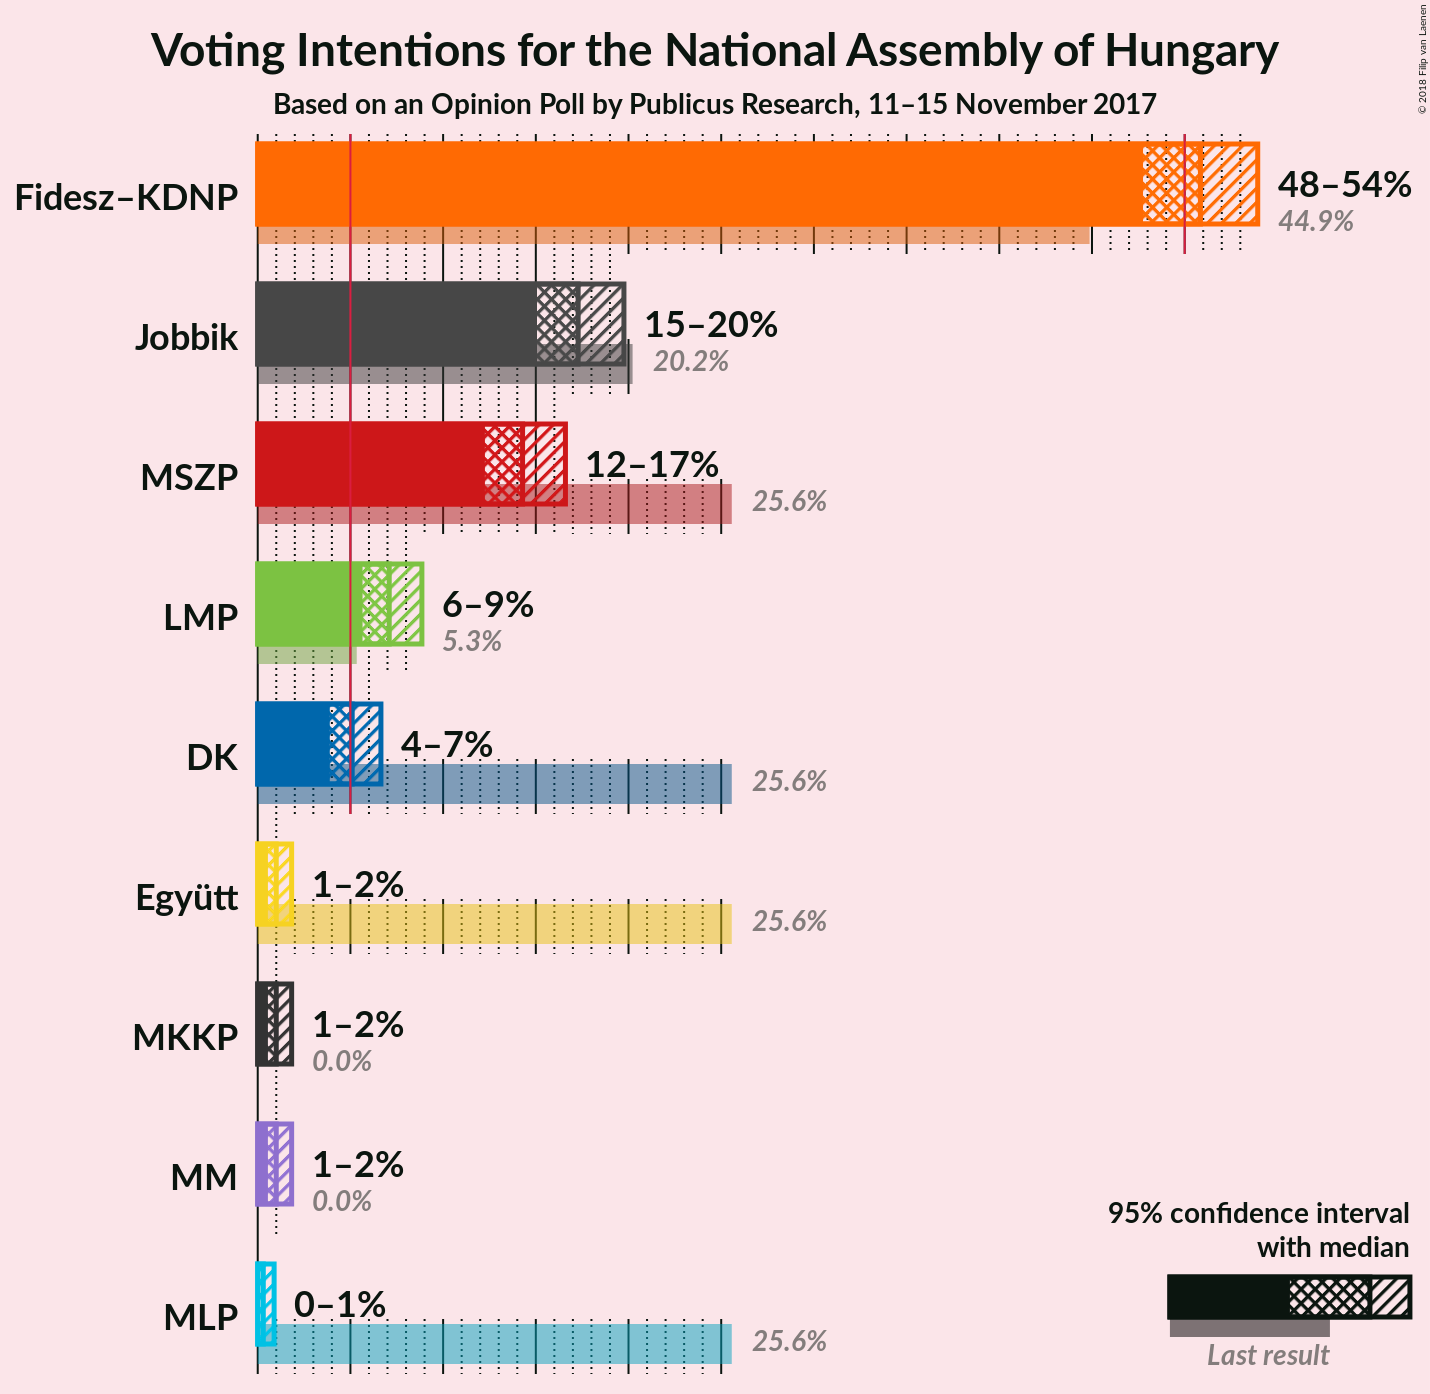 Voting Intentions for the National Assembly of Hungary
Based on an Opinion Poll by Publicus Research, 11–15 November 2017
© 2018 Filip van Laenen
Fidesz–KDNP
48–54%
44.9%
Jobbik
15–20%
20.2%
MSZP
12–17%
25.6%
LMP
6–9%
5.3%
DK
4–7%
25.6%
Együtt
1–2%
25.6%
MKKP
1–2%
0.0%
MM
1–2%
0.0%
MLP
0–1%
25.6%
95% confidence interval
with median
Last result